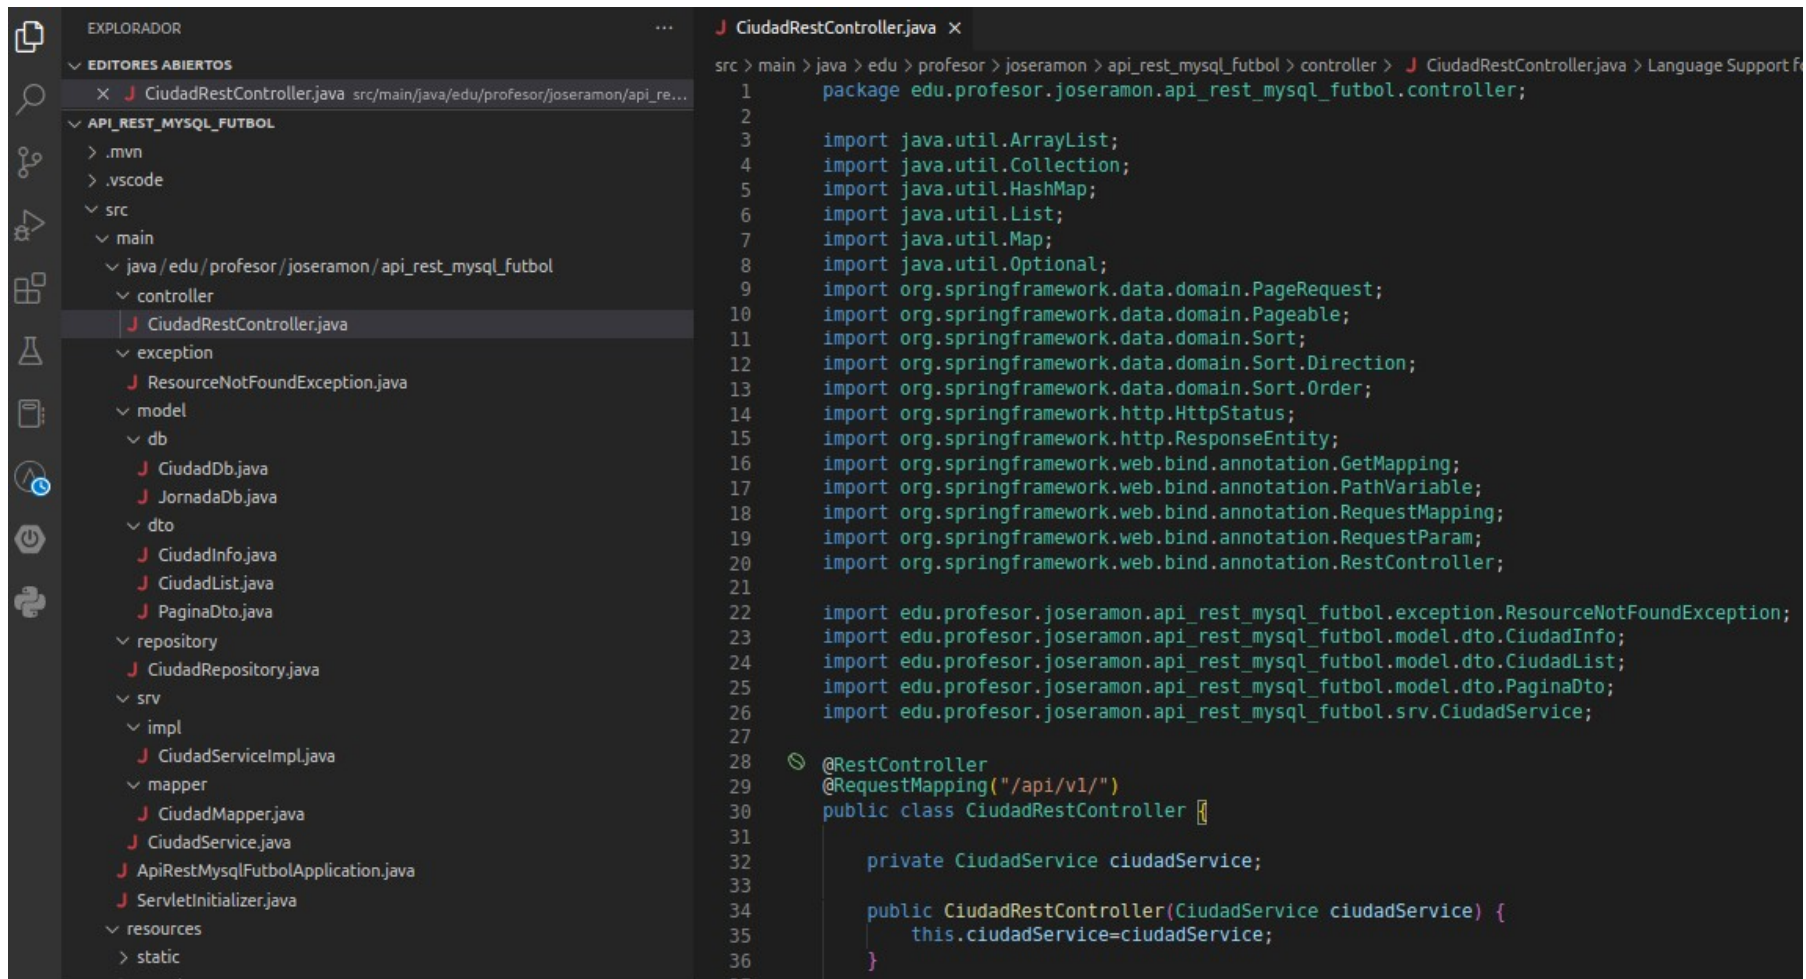 EXPLORADOR
EDITORES ABIERTOS
CiudadRestController.java src/main/java/edu/profesor/joseramon/api_re...
API_REST_MYSQL_FUTBOL
.mvn
.vscode
src
main
java/edu/profesor/joseramon/api_rest_mysql_futbol
controller
CiudadRestController.java
exception
ResourceNotFoundException.java
model
db
CiudadDb.java
JornadaDb.java
dto
CiudadInfo.java
CiudadList.java
PaginaDto.java
repository
CiudadRepository.java
srv
impl
CiudadServiceImpl.java
mapper
CiudadMapper.java
CiudadService.java
ApiRestMysqlFutbolApplication.java
ServletInitializer.java
resources
static
CiudadRestController.java
src > main > java > edu > profesor > joseramon > api_rest_mysql_futbol > controller > CiudadRestController.java > Language Support
1 package edu.profesor.joseramon.api_rest_mysql_futbol.controller;
2
3 import java.util.ArrayList;
4 import java.util.Collection;
5 import java.util.HashMap;
6 import java.util.List;
7 import java.util.Map;
8 import java.util.Optional;
9 import org.springframework.data.domain.PageRequest;
10 import org.springframework.data.domain.Pageable;
11 import org.springframework.data.domain.Sort;
12 import org.springframework.data.domain.Sort.Direction;
13 import org.springframework.data.domain.Sort.Order;
14 import org.springframework.http.HttpStatus;
15 import org.springframework.http.ResponseEntity;
16 import org.springframework.web.bind.annotation.GetMapping;
17 import org.springframework.web.bind.annotation.PathVariable;
18 import org.springframework.web.bind.annotation.RequestMapping;
19 import org.springframework.web.bind.annotation.RequestParam;
20 import org.springframework.web.bind.annotation.RestController;
21
22 import edu.profesor.joseramon.api_rest_mysql_futbol.exception.ResourceNotFoundException;
23 import edu.profesor.joseramon.api_rest_mysql_futbol.model.dto.CiudadInfo;
24 import edu.profesor.joseramon.api_rest_mysql_futbol.model.dto.CiudadList;
25 import edu.profesor.joseramon.api_rest_mysql_futbol.model.dto.PaginaDto;
26 import edu.profesor.joseramon.api_rest_mysql_futbol.srv.CiudadService;
27
28 @RestController
29 @RequestMapping("/api/v1/")
30 public class CiudadRestController {
31
32 private CiudadService ciudadService;
33
34 public CiudadRestController(CiudadService ciudadService) {
35 this.ciudadService=ciudadService;
36 }